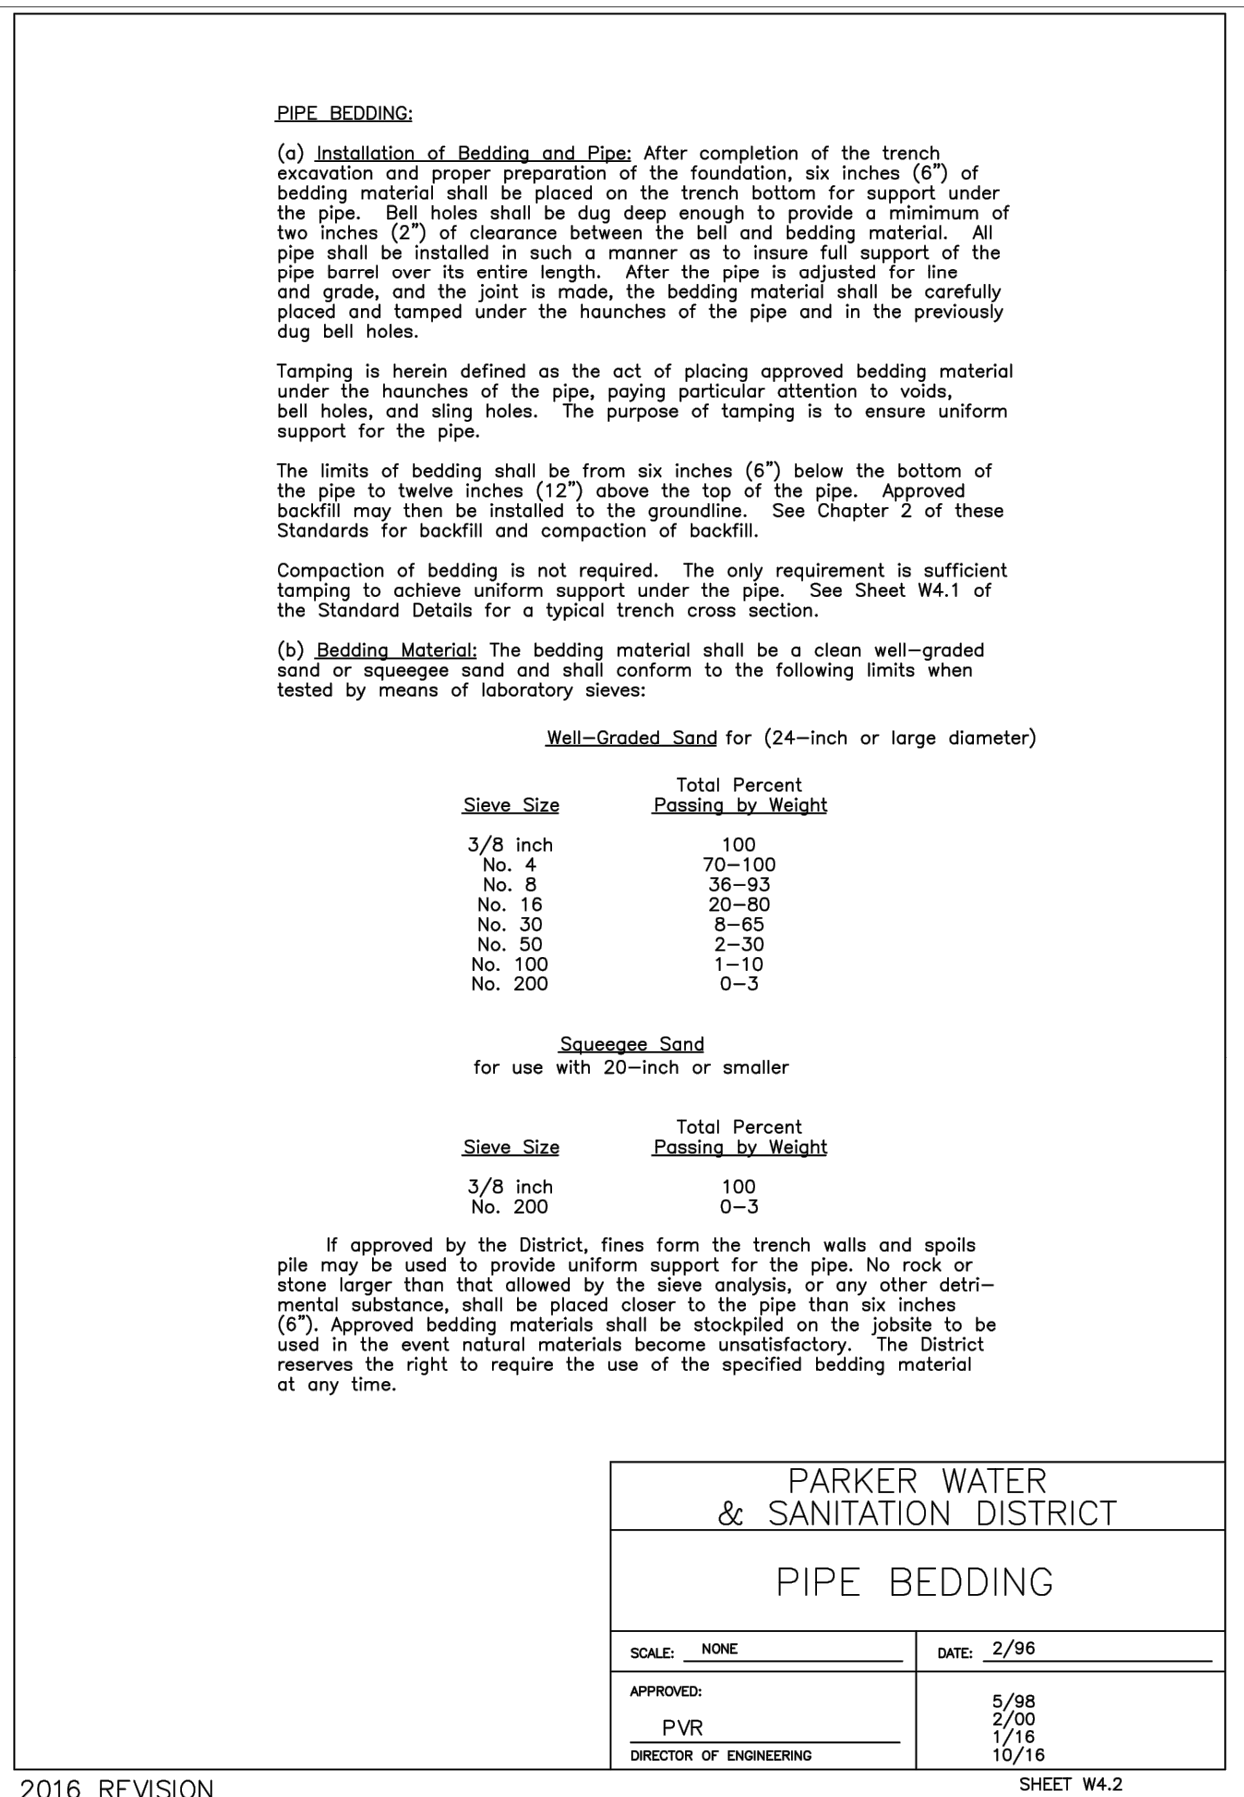 PIPE BEDDING:
(a) Installation of Bedding and Pipe: After completion of the trench
excavation and proper preparation of the foundation, six inches (6") of
bedding material shall be placed on the trench bottom for support under
the pipe. Bell holes shall be dug deep enough to provide a mimimum of
two inches (2") of clearance between the bell and bedding material. All
pipe shall be installed in such a manner as to insure full support of the
pipe barrel over its entire length. After the pipe is adjusted for line
and grade, and the joint is made, the bedding material shall be carefully
placed and tamped under the haunches of the pipe and in the previously
dug bell holes.
Tamping is herein defined as the act of placing approved bedding material
under the haunches of the pipe, paying particular attention to voids,
bell holes, and sling holes. The purpose of tamping is to ensure uniform
support for the pipe.
The limits of bedding shall be from six inches (6") below the bottom of
the pipe to twelve inches (12") above the top of the pipe. Approved
backfill may then be installed to the groundline. See Chapter 2 of these
Standards for backfill and compaction of backfill.
Compaction of bedding is not required. The only requirement is sufficient
tamping to achieve uniform support under the pipe. See Sheet W4.1 of
the Standard Details for a typical trench cross section.
(b) Bedding Material: The bedding material shall be a clean well-graded
sand or squeegee sand and shall conform to the following limits when
tested by means of laboratory sieves:
Well-Graded Sand for (24-inch or large diameter)
Total Percent
Sieve Size Passing by Weight
3/8 inch 100
No. 4 70-100
No. 8 36-93
No. 16 20-80
No. 30 8-65
No. 50 2-30
No. 100 1-10
No. 200 0-3
Squeegee Sand
for use with 20-inch or smaller
Total Percent
Sieve Size Passing by Weight
3/8 inch 100
No. 200 0-3
If approved by the District, fines form the trench walls and spoils
pile may be used to provide uniform support for the pipe. No rock or
stone larger than that allowed by the sieve analysis, or any other detri-
mental substance, shall be placed closer to the pipe than six inches
(6"). Approved bedding materials shall be stockpiled on the jobsite to be
used in the event natural materials become unsatisfactory. The District
reserves the right to require the use of the specified bedding material
at any time.
PARKER WATER
& SANITATION DISTRICT
PIPE BEDDING
SCALE: NONE
DATE: 2/96
APPROVED:
PVR
DIRECTOR OF ENGINEERING
5/98
2/00
1/16
10/16
2016 REVISION
SHEET W4.2